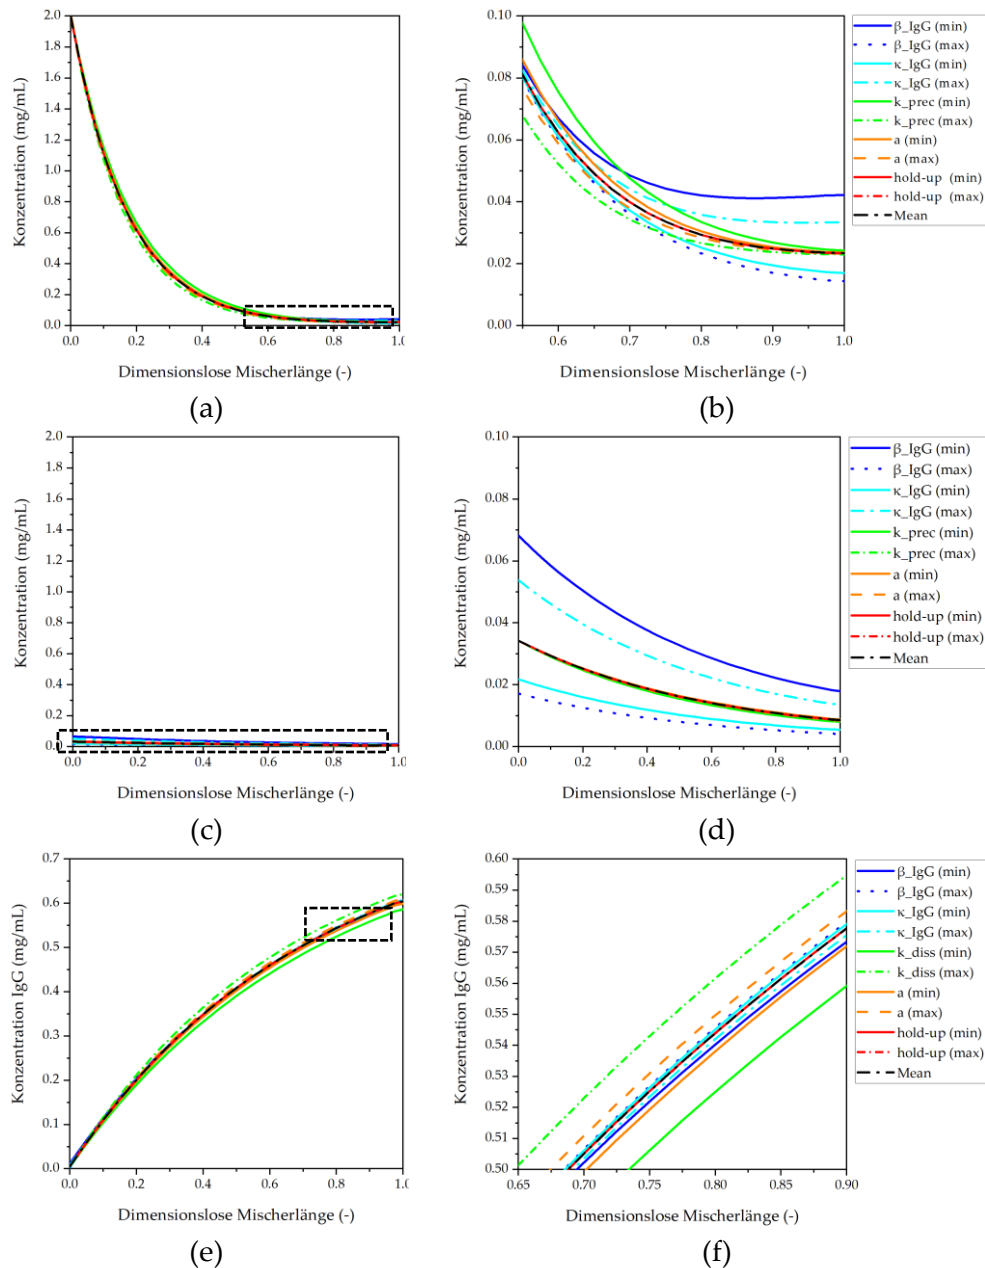 2.0
1.8
1.6
1.4
1.2
1.0
0.8
0.6
0.4
0.2
0.0
Konzentration (mg/mL)
0.0 0.2 0.4 0.6 0.8 1.0
Dimensionslose Mischerlänge (-)
(a)
0.10
0.08
0.06
0.04
0.02
0.00
Konzentration (mg/mL)
0.6 0.7 0.8 0.9 1.0
Dimensionslose Mischerlänge (-)
β_IgG (min)
β_IgG (max)
κ_IgG (min)
κ_IgG (max)
k_prec (min)
k_prec (max)
a (min)
a (max)
hold-up (min)
hold-up (max)
Mean
(b)
2.0
1.8
1.6
1.4
1.2
1.0
0.8
0.6
0.4
0.2
0.0
Konzentration (mg/mL)
0.0 0.2 0.4 0.6 0.8 1.0
Dimensionslose Mischerlänge (-)
(c)
0.10
0.08
0.06
0.04
0.02
0.00
Konzentration (mg/mL)
0.0 0.2 0.4 0.6 0.8 1.0
Dimensionslose Mischerlänge (-)
β_IgG (min)
β_IgG (max)
κ_IgG (min)
κ_IgG (max)
k_prec (min)
k_prec (max)
a (min)
a (max)
hold-up (min)
hold-up (max)
Mean
(d)
0.7
0.6
0.5
0.4
0.3
0.2
0.1
0.0
Konzentration IgG (mg/mL)
0.0 0.2 0.4 0.6 0.8 1.0
Dimensionslose Mischerlänge (-)
(e)
0.60
0.59
0.58
0.57
0.56
0.55
0.54
0.53
0.52
0.51
0.50
Konzentration IgG (mg/mL)
0.65 0.70 0.75 0.80 0.85 0.90
Dimensionslose Mischerlänge (-)
β_IgG (min)
β_IgG (max)
κ_IgG (min)
κ_IgG (max)
k_diss (min)
k_diss (max)
a (min)
a (max)
hold-up (min)
hold-up (max)
Mean
(f)